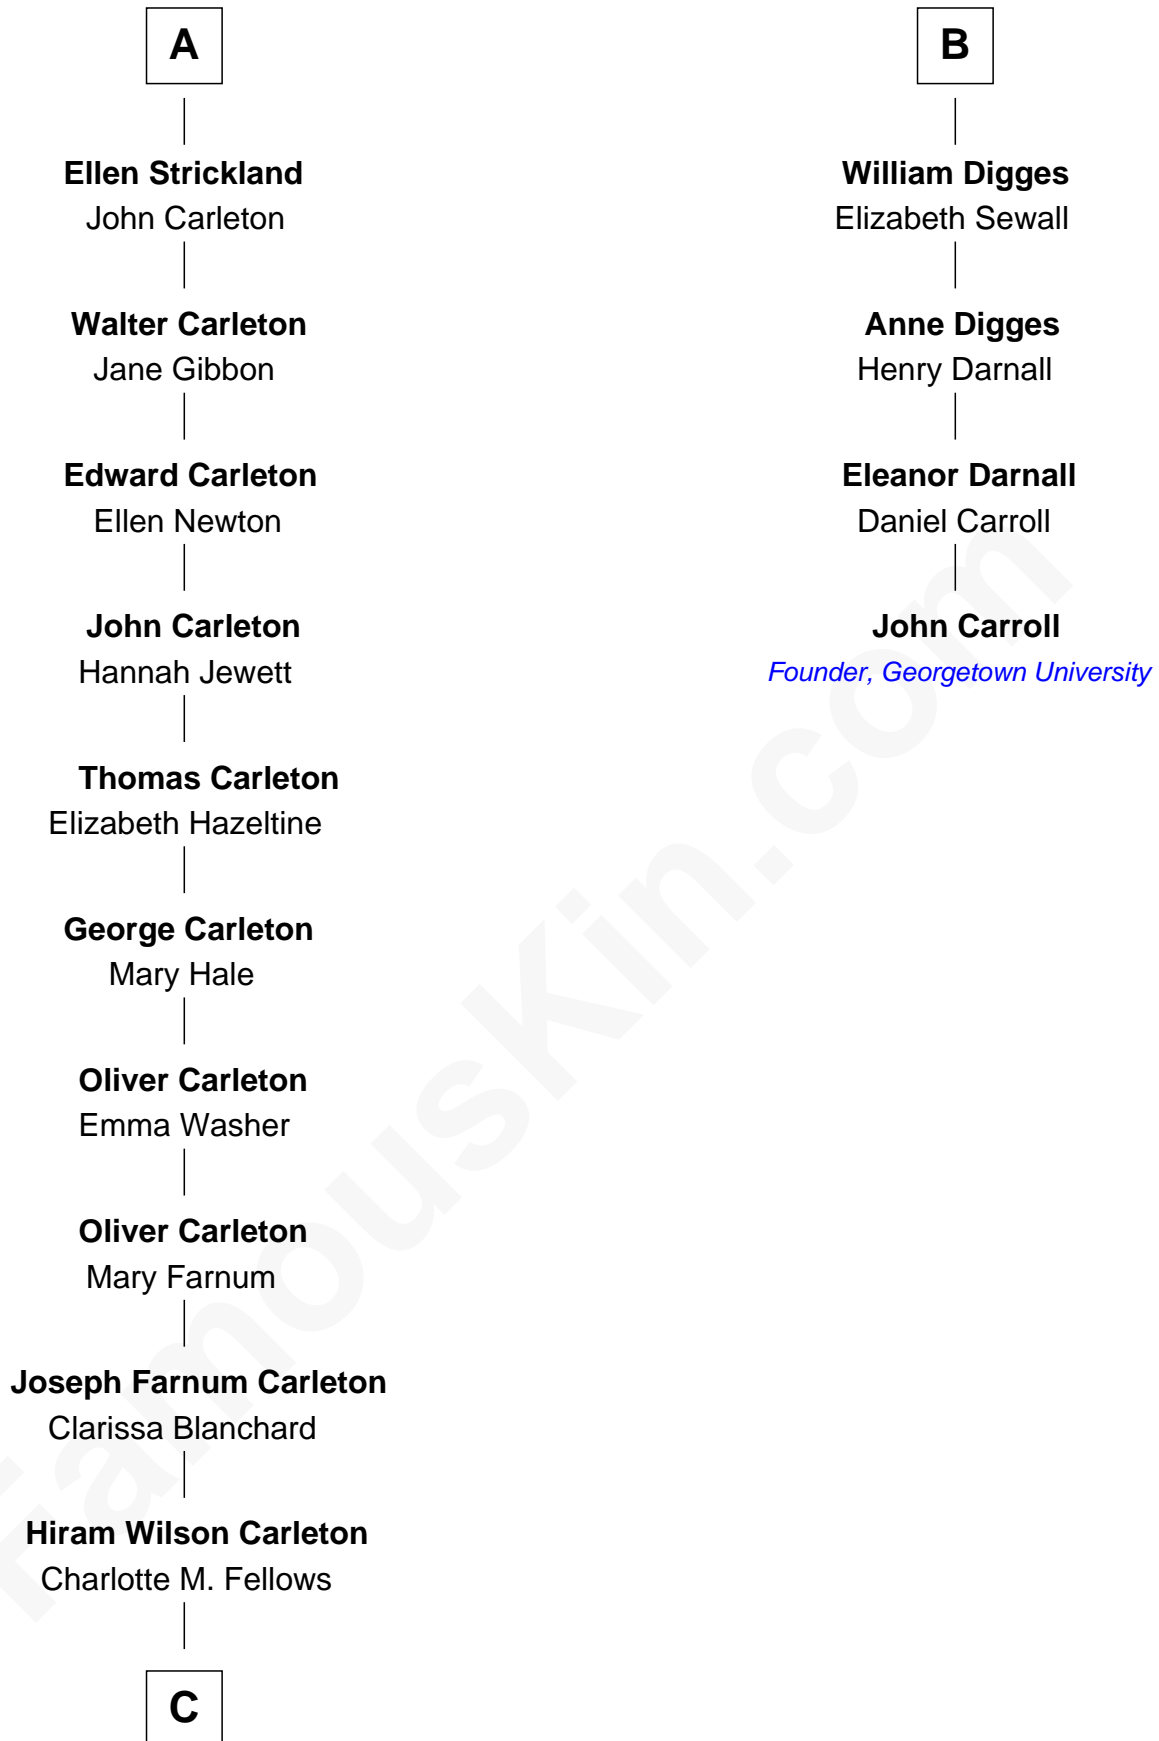 A
Ellen Strickland
John Carleton
Walter Carleton
Jane Gibbon
Edward Carleton
Ellen Newton
John Carleton
Hannah Jewett
Thomas Carleton
Elizabeth Hazeltine
George Carleton
Mary Hale
Oliver Carleton
Emma Washer
Oliver Carleton
Mary Farnum
Joseph Farnum Carleton
Clarissa Blanchard
Hiram Wilson Carleton
Charlotte M. Fellows
C
B
William Digges
Elizabeth Sewall
Anne Digges
Henry Darnall
Eleanor Darnall
Daniel Carroll
John Carroll
Founder, Georgetown University
FamousKin.com